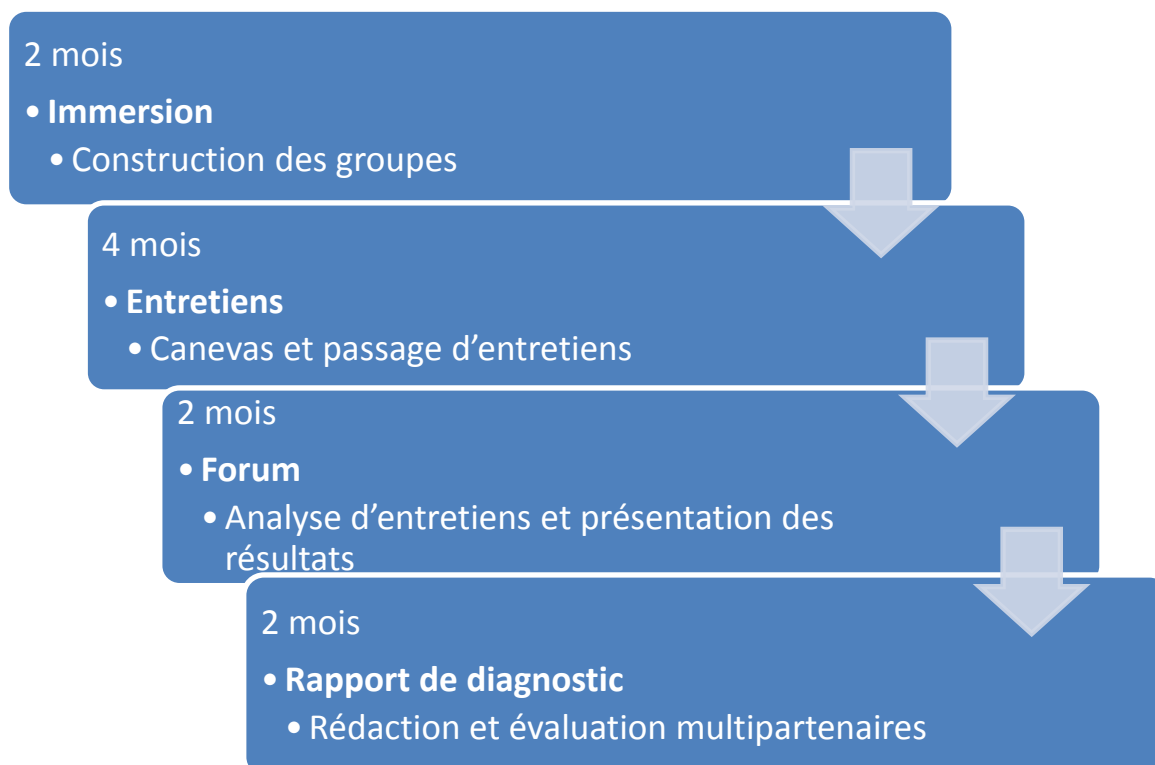 2 mois
• Immersion
• Construction des groupes
4 mois
• Entretiens
• Canevas et passage d’entretiens
2 mois
• Forum
• Analyse d’entretiens et présentation des
résultats
2 mois
• Rapport de diagnostic
• Rédaction et évaluation multipartenaires